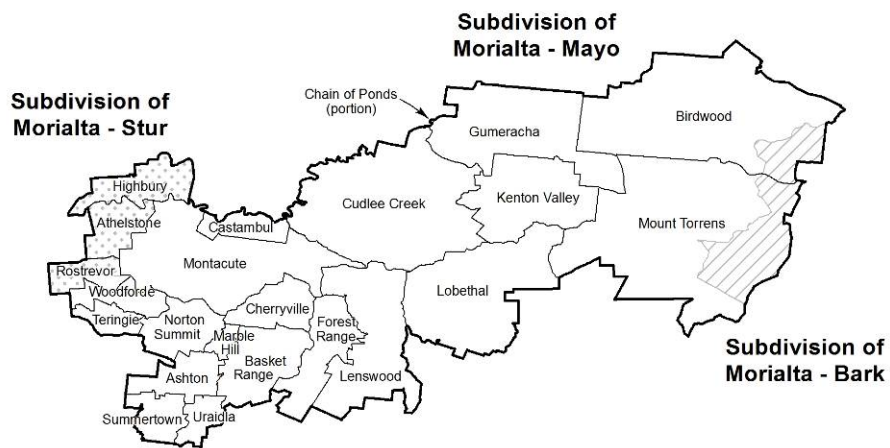 Subdivision of
Morialta - Mayo
Subdivision of
Morialta - Stur
Chain of Ponds
(portion)
Gumeracha
Birdwood
Highbury
Cudlee Creek
Kenton Valley
Athelstone
Castambul
Mount Torrens
Montacute
Rostrevor
Woodforde
Lobethal
Cherryville
Teringie
Norton
Summit
Forest
Range
Marble
Hill
Basket
Range
Lenswood
Ashton
Subdivision of
Morialta - Bark
Summertown
Uraidla